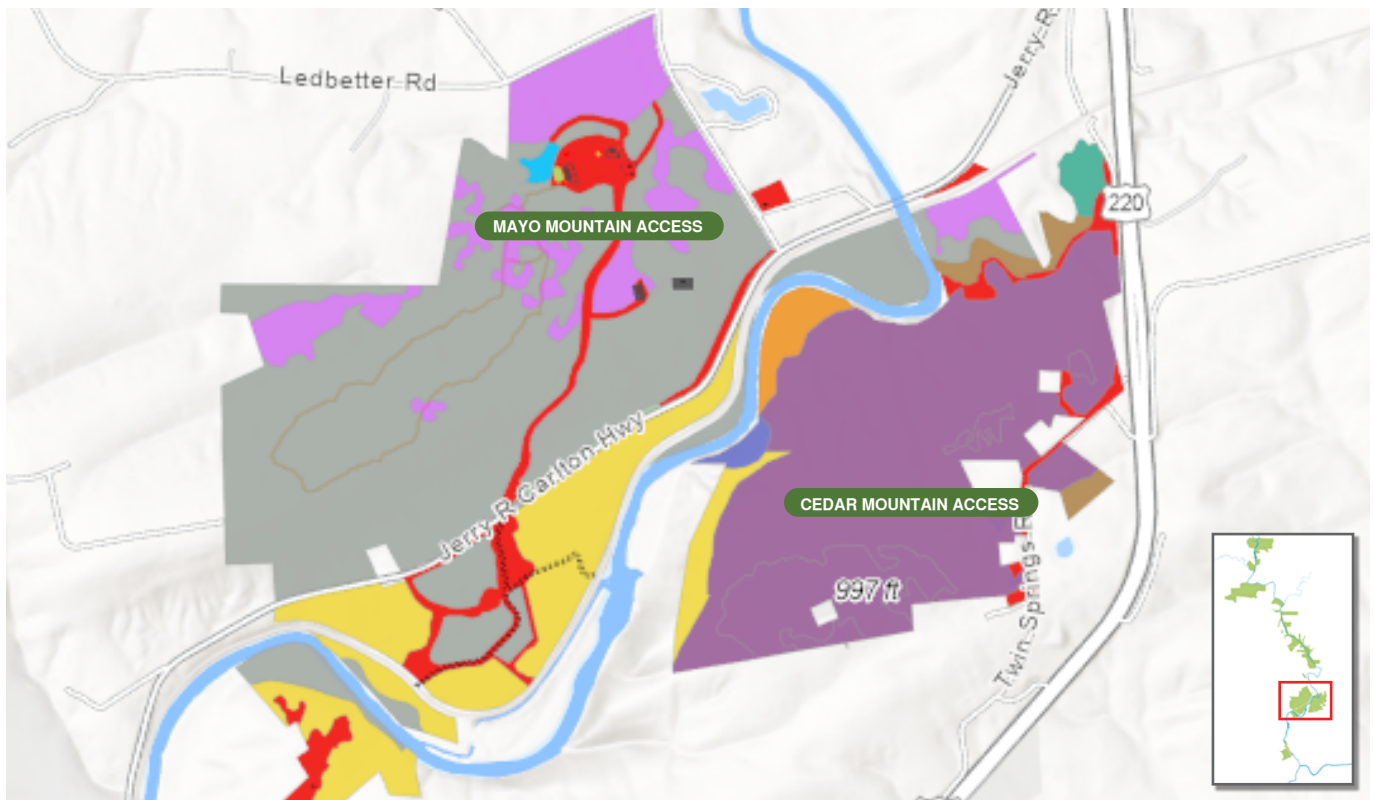 Jerry-R
Ledbetter Rd
220
MAYO MOUNTAIN ACCESS
Jerry R Carlton Hwy
CEDAR MOUNTAIN ACCESS
997 ft
Twin Springs R